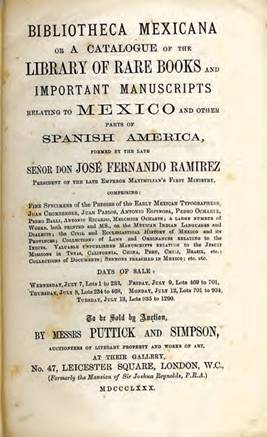 BIBLIOTHECA MEXICANA
OR A CATALOGUE OF THE
LIBRARY OF RARE BOOKS AND
IMPORTANT MANUSCRIPTS
RELATING TO MEXICO AND OTHER
PARTS OF
SPANISH AMERICA,
FORMED BY THE LATE
SEÑOR DON JOSÉ FERNANDO RAMIREZ
PRESIDENT OF THE LATE EMPEROR MAXIMILIAN'S FIRST MINISTRY,
COMPRISING:
FINE SPECIMENS OF THE PRESSES OF THE EARLY MEXICAN TYPOGRAPHERS,
JUAN CROMBERGER, JUAN PABLOS, ANTONIO ESPINOSA, PEDRO OCHARTE,
PEDRO BALLI, ANTONIO RICARDO, MELCHIOR OCHARTE; A LARGE NUMBER OF
WORKS, BOTH PRINTED AND MS., ON THE MEXICAN INDIAN LANGUAGES AND
DIALECTS; THE CIVIL AND ECCLESIASTICAL HISTORY OF MEXICO AND ITS
PROVINCES; COLLECTIONS OF LAWS AND ORDINANCES RELATING TO THE
INDIES. VALUABLE UNPUBLISHED MANUSCRIPTS RELATING TO THE JESUIT
MISSIONS IN TEXAS, CALIFORNIA, CHINA, PERU, CHILI, BRASIL, ETC.;
COLLECTIONS OF DOCUMENTS; SERMONS PREACHED IN MEXICO; ETC. ETC.
DAYS OF SALE:
WEDNESDAY, JULY 7, LOTS 1 TO 233, FRIDAY, JULY 9, LOTS 469 TO 701,
THURSDAY, JULY 8, LOTS 234 TO 468, MONDAY, JULY 12, LOTS 701 TO 934,
TUESDAY, JULY 13, LOTS 935 TO 1290.
To be Sold by Auction,
BY MESSRS PUTTICK AND SIMPSON,
AUCTIONEERS OF LITERARY PROPERTY AND WORKS OF ART,
AT THEIR GALLERY,
No. 47, LEICESTER SQUARE, LONDON, W.C.,
(Formerly the Mansion of Sir Joshua Reynolds, P.R.A.)
MDCCCLXXX.